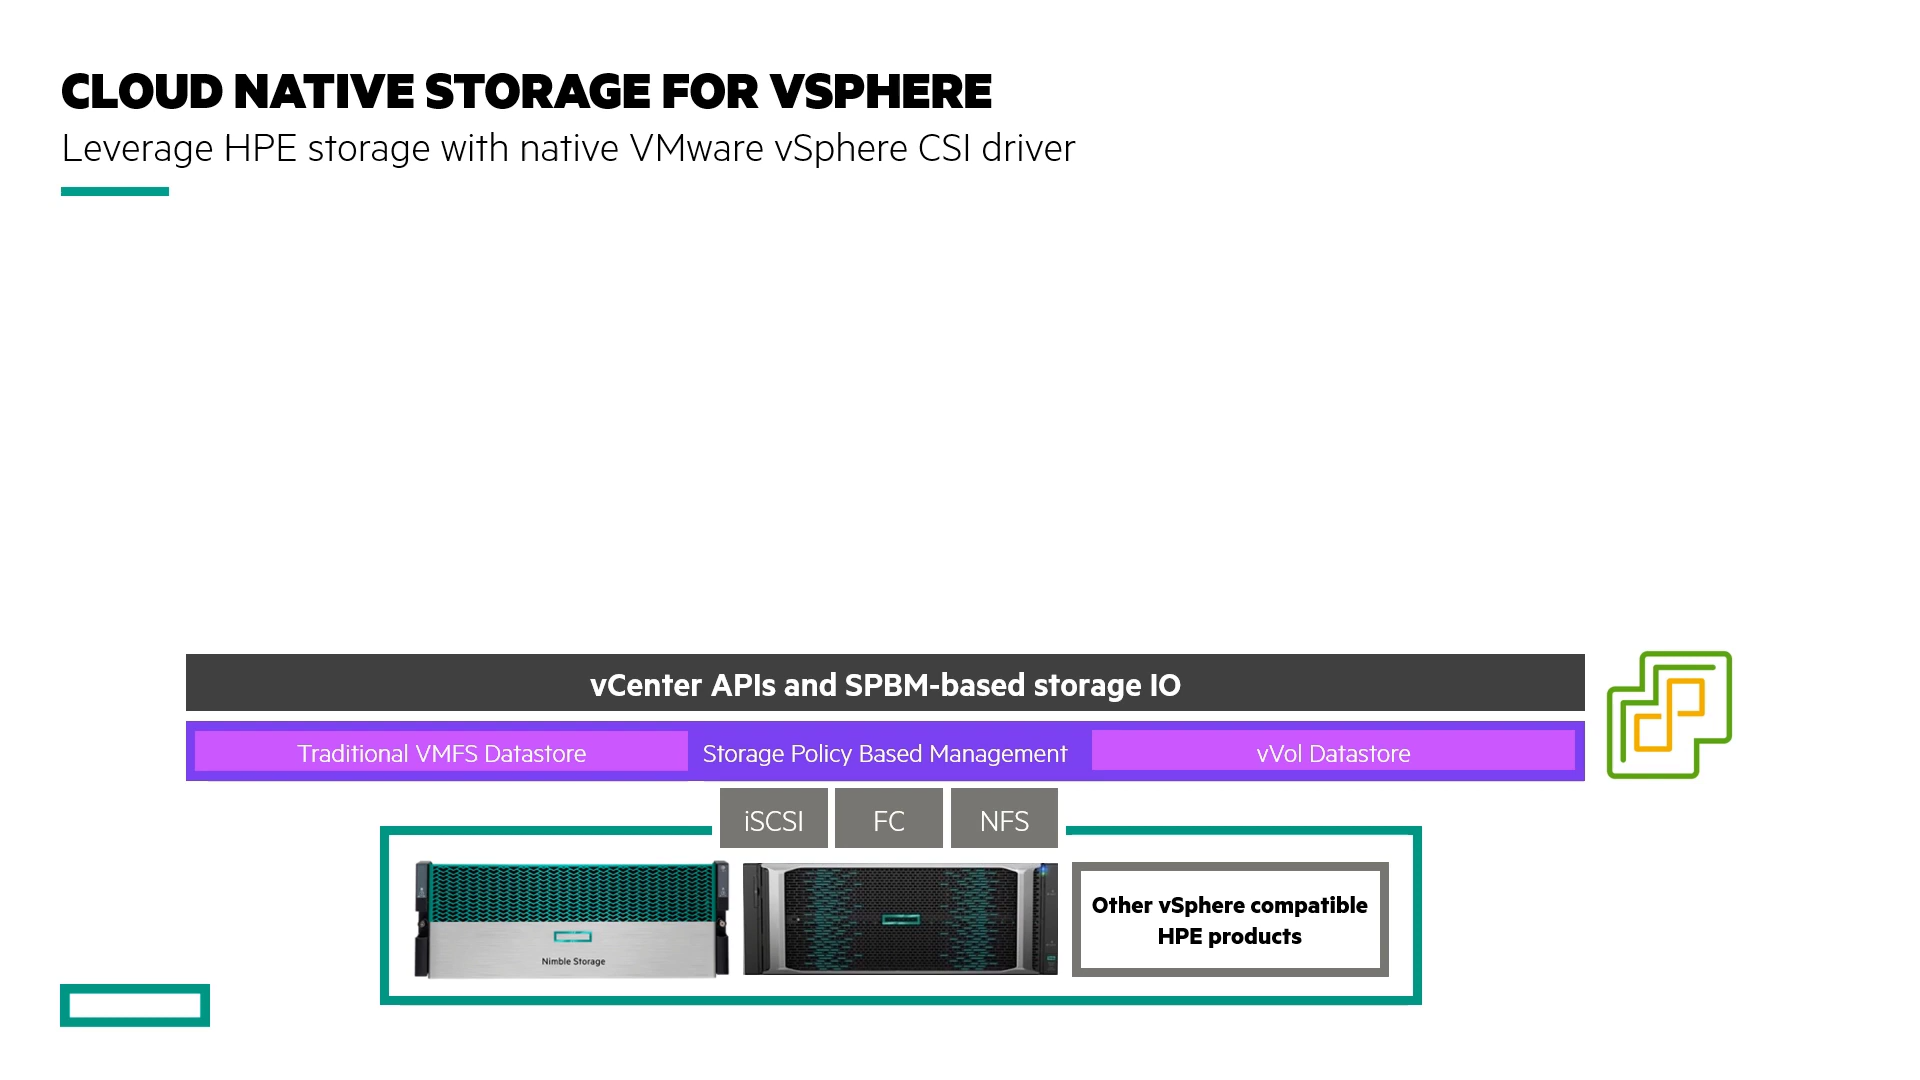 CLOUD NATIVE STORAGE FOR VSPHERE
Leverage HPE storage with native VMware vSphere CSI driver
vCenter APIs and SPBM-based storage IO
Traditional VMFS Datastore
Storage Policy Based Management
vVol Datastore
iSCSI
FC
NFS
Nimble Storage
Other vSphere compatible
HPE products